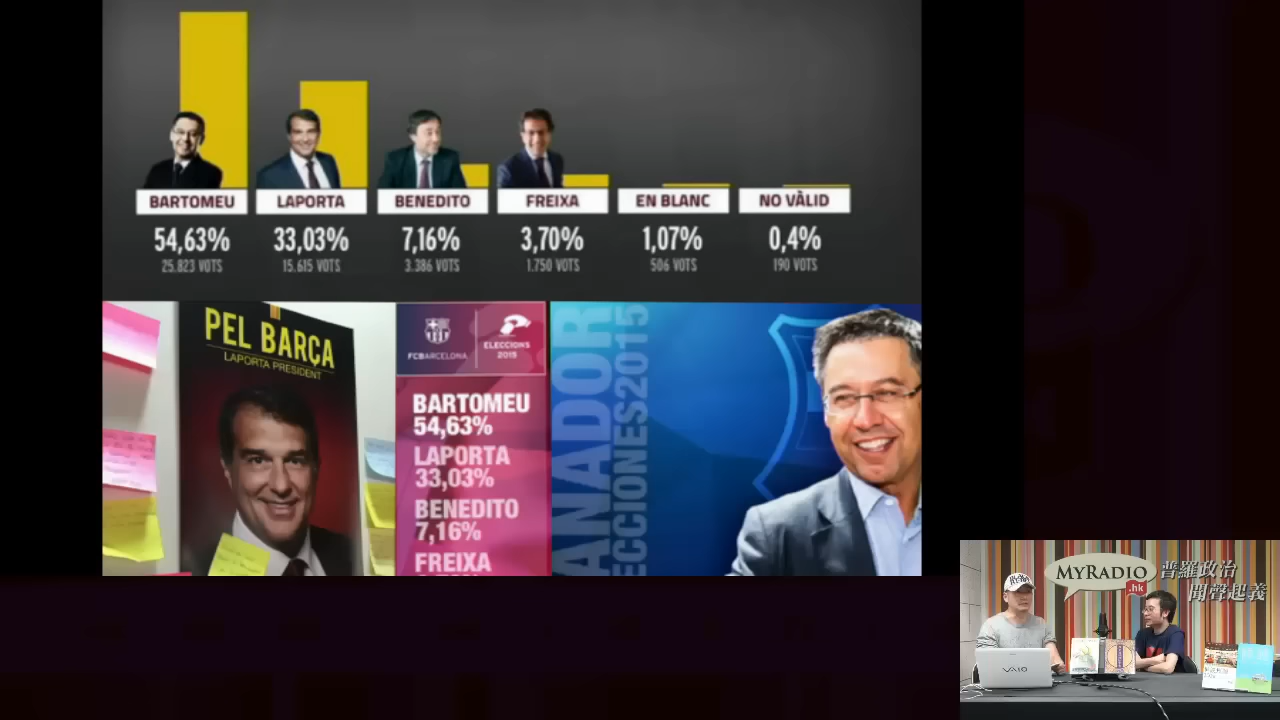 BARTOMEU
LAPORTA
BENEDITO
FREIXA
EN BLANC
NO VÀLID
54,63%
33,03%
7,16%
3,70%
1,07%
0,4%
25.823 VOTS
15.615 VOTS
3.386 VOTS
1.750 VOTS
506 VOTS
190 VOTS
PEL BARÇA
LAPORTA PRESIDENT
FCBARCELONA
ELECCIONS
2015
BARTOMEU
54,63%
LAPORTA
33,03%
BENEDITO
7,16%
FREIXA
ANADOR
ECCIONES2015
MYRADIO
.hk
普羅政治
聞聲起義
VAIO